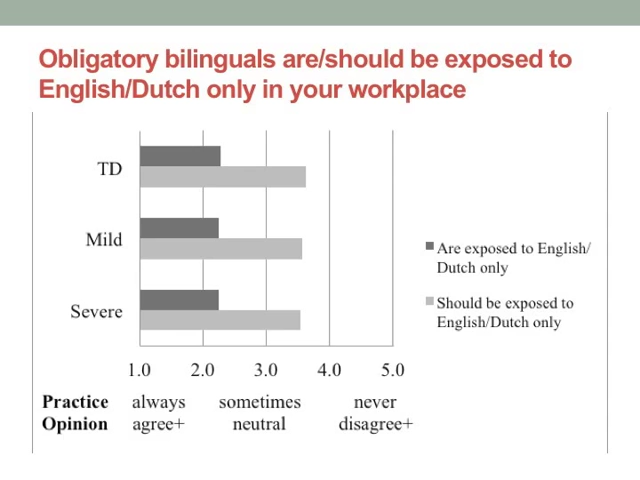 Obligatory bilinguals are/should be exposed to
English/Dutch only in your workplace
TD
Mild
Severe
Are exposed to English/
Dutch only
Should be exposed to
English/Dutch only
1.0 2.0 3.0 4.0 5.0
Practice always sometimes never
Opinion agree+ neutral disagree+